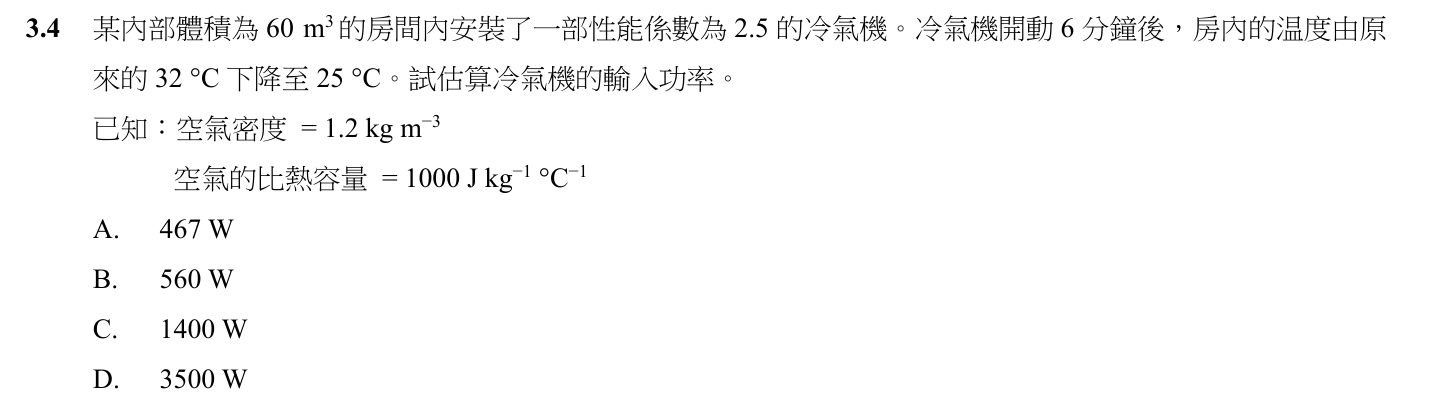 3.4 某內部體積為 60 m³ 的房間內安裝了一部性能係數為 2.5 的冷氣機。冷氣機開動 6 分鐘後，房內的温度由原
來的 32 °C 下降至 25 °C。試估算冷氣機的輸入功率。
已知：空氣密度 = 1.2 kg m⁻³
空氣的比熱容量 = 1000 J kg⁻¹ °C⁻¹
A. 467 W
B. 560 W
C. 1400 W
D. 3500 W